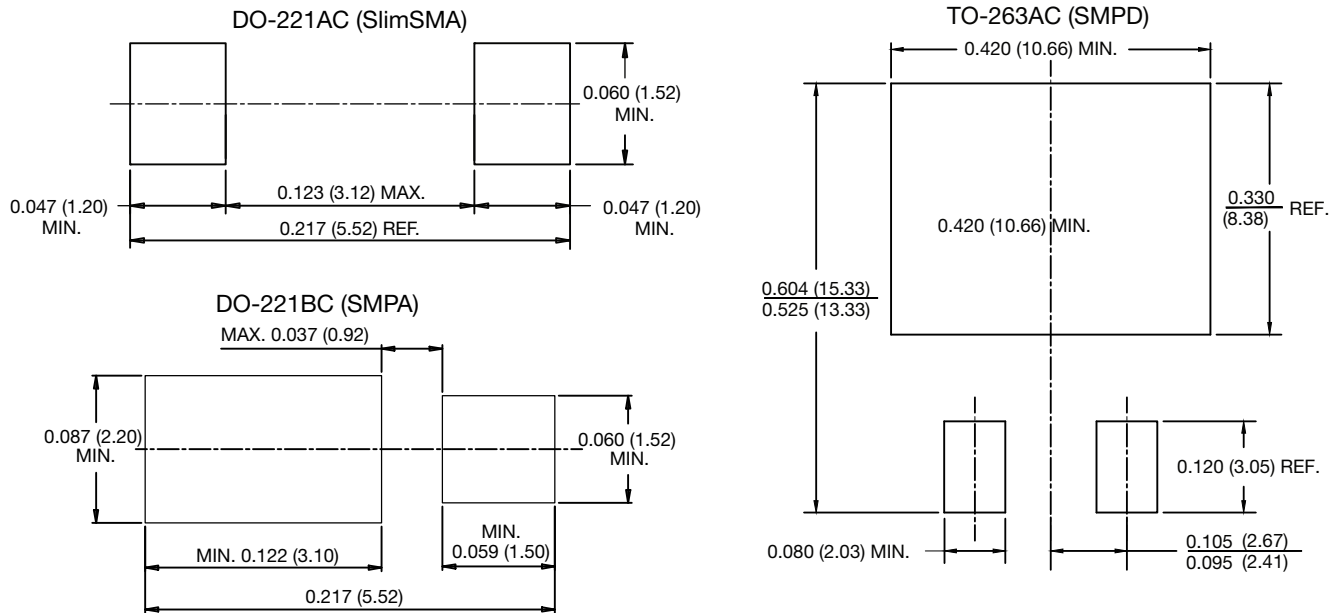 DO-221AC (SlimSMA)
0.060 (1.52)
MIN.
0.123 (3.12) MAX.
0.047 (1.20)
MIN.
0.047 (1.20)
MIN.
0.217 (5.52) REF.
DO-221BC (SMPA)
MAX. 0.037 (0.92)
0.087 (2.20)
MIN.
0.060 (1.52)
MIN.
MIN. 0.122 (3.10)
MIN.
0.059 (1.50)
0.217 (5.52)
TO-263AC (SMPD)
0.420 (10.66) MIN.
0.330
(8.38)
REF.
0.420 (10.66) MIN.
0.604 (15.33)
0.525 (13.33)
0.120 (3.05) REF.
0.080 (2.03) MIN.
0.105 (2.67)
0.095 (2.41)